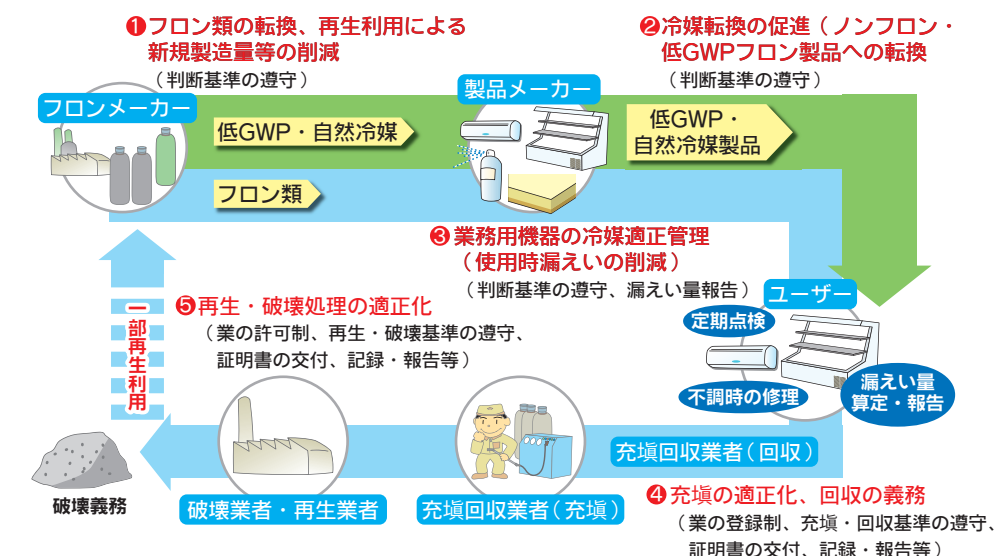 ❶フロン類の転換、再生利用による
新規製造量等の削減
（判断基準の遵守）
❷冷媒転換の促進（ノンフロン・
低GWPフロン製品への転換
（判断基準の遵守）
フロンメーカー
製品メーカー
低GWP・自然冷媒
低GWP・
自然冷媒製品
フロン類
❸業務用機器の冷媒適正管理
（使用時漏えいの削減）
（判断基準の遵守、漏えい量報告）
ユーザー
定期点検
不調時の修理
漏えい量
算定・報告
❺再生・破壊処理の適正化
（業の許可制、再生・破壊基準の遵守、
証明書の交付、記録・報告等）
一部再生利用
充塡回収業者（回収）
破壊義務
破壊業者・再生業者
充塡回収業者（充塡）
❹充塡の適正化、回収の義務
（業の登録制、充塡・回収基準の遵守、
証明書の交付、記録・報告等）